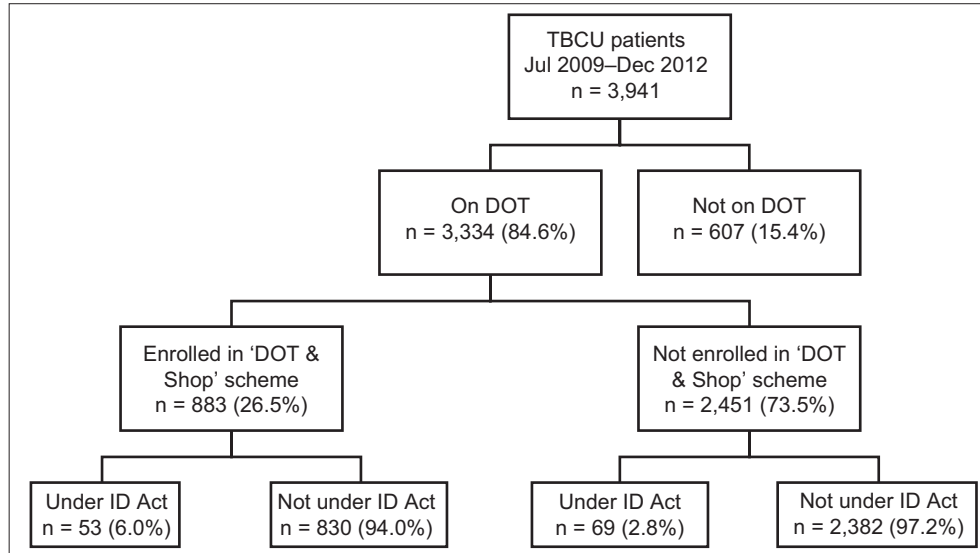 TBCU patients
Jul 2009–Dec 2012
n = 3,941
On DOT
n = 3,334 (84.6%)
Not on DOT
n = 607 (15.4%)
Enrolled in ‘DOT &
Shop’ scheme
n = 883 (26.5%)
Not enrolled in ‘DOT
& Shop’ scheme
n = 2,451 (73.5%)
Under ID Act
n = 53 (6.0%)
Not under ID Act
n = 830 (94.0%)
Under ID Act
n = 69 (2.8%)
Not under ID Act
n = 2,382 (97.2%)